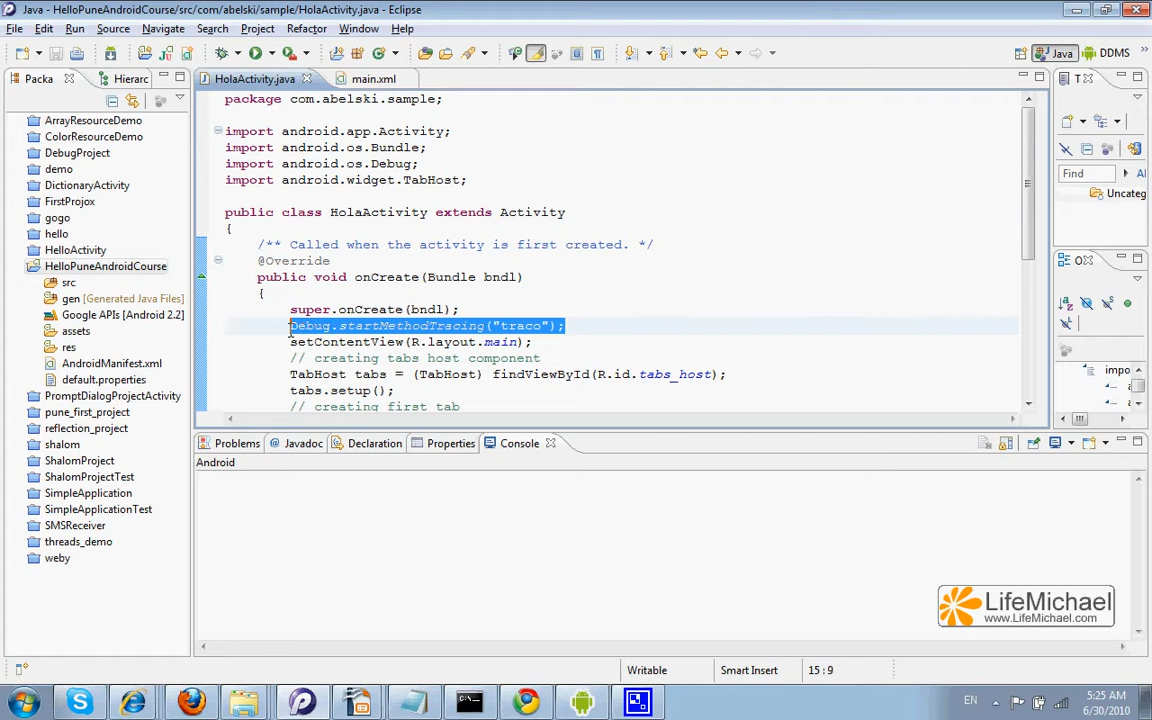 Java - HelloPuneAndroidCourse/src/com/abelski/sample/HolaActivity.java - Eclipse
File Edit Run Source Navigate Search Project Refactor Window Help
Java DDMS
Packa Hierarc
HolaActivity.java main.xml
T
ArrayResourceDemo
ColorResourceDemo
DebugProject
demo
DictionaryActivity
FirstProjox
gogo
hello
HelloActivity
HelloPuneAndroidCourse
src
gen [Generated Java Files]
Google APIs [Android 2.2]
assets
res
AndroidManifest.xml
default.properties
PromptDialogProjectActivity
pune_first_project
reflection_project
shalom
ShalomProject
ShalomProjectTest
SimpleApplication
SimpleApplicationTest
SMSReceiver
threads_demo
weby
package com.abelski.sample;
import android.app.Activity;
import android.os.Bundle;
import android.os.Debug;
import android.widget.TabHost;
public class HolaActivity extends Activity
{
/** Called when the activity is first created. */
@Override
public void onCreate(Bundle bndl)
{
super.onCreate(bndl);
Debug.startMethodTracing("traco");
setContentView(R.layout.main);
// creating tabs host component
TabHost tabs = (TabHost) findViewById(R.id.tabs_host);
tabs.setup();
// creating first tab
Find Al
Uncateg
O
impo
Problems Javadoc Declaration Properties Console
Android
LifeMichael
www.LifeMichael.com
Writable Smart Insert 15 : 9
EN
5:25 AM
6/30/2010